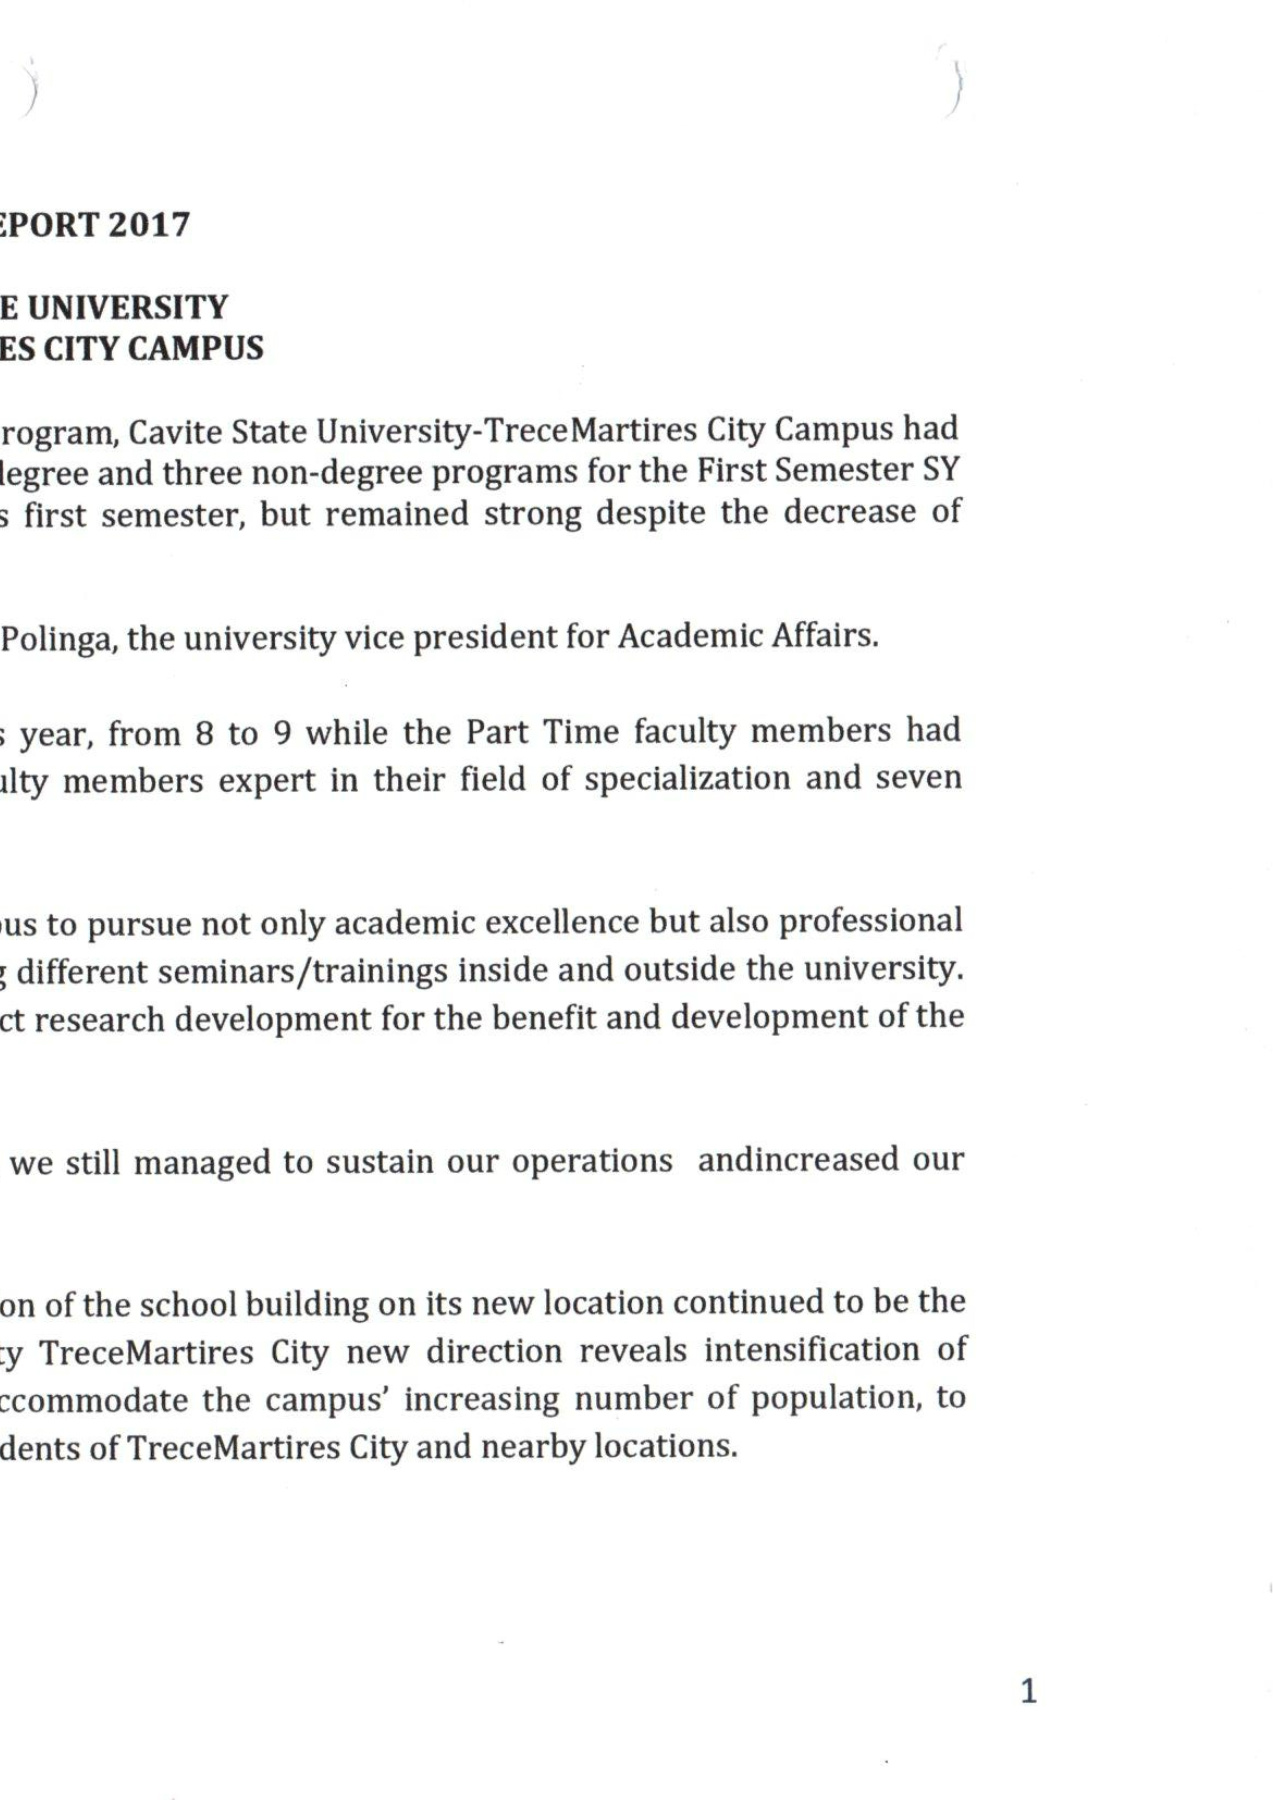 EPORT 2017
E UNIVERSITY
ES CITY CAMPUS
rogram, Cavite State University-TreceMartires City Campus had
degree and three non-degree programs for the First Semester SY
s first semester, but remained strong despite the decrease of
Polinga, the university vice president for Academic Affairs.
s year, from 8 to 9 while the Part Time faculty members had
ulty members expert in their field of specialization and seven
pus to pursue not only academic excellence but also professional
g different seminars/trainings inside and outside the university.
ct research development for the benefit and development of the
we still managed to sustain our operations andincreased our
on of the school building on its new location continued to be the
ty TreceMartires City new direction reveals intensification of
ccommodate the campus' increasing number of population, to
dents of TreceMartires City and nearby locations.
1